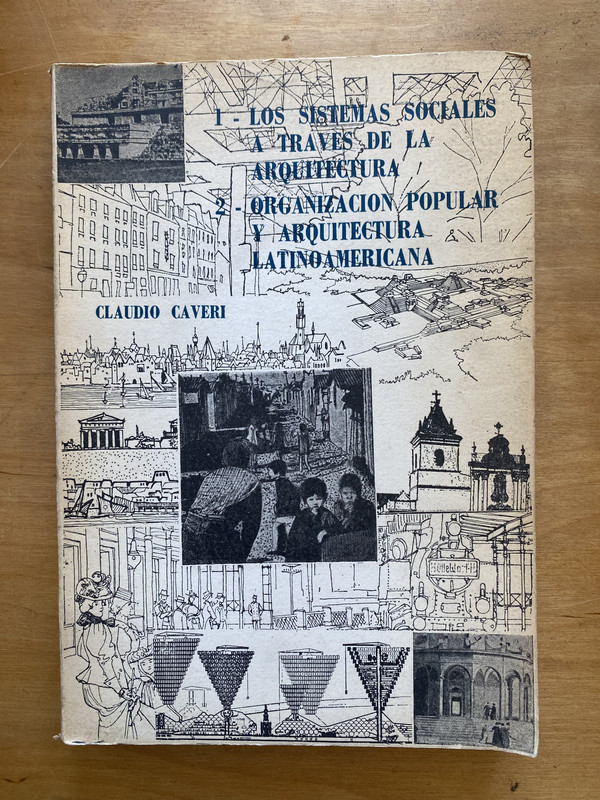 1 - LOS SISTEMAS SOCIALES
A TRAVES DE LA
ARQUITECTURA
2 - ORGANIZACION POPULAR
Y ARQUITECTURA
LATINOAMERICANA
CLAUDIO CAVERI